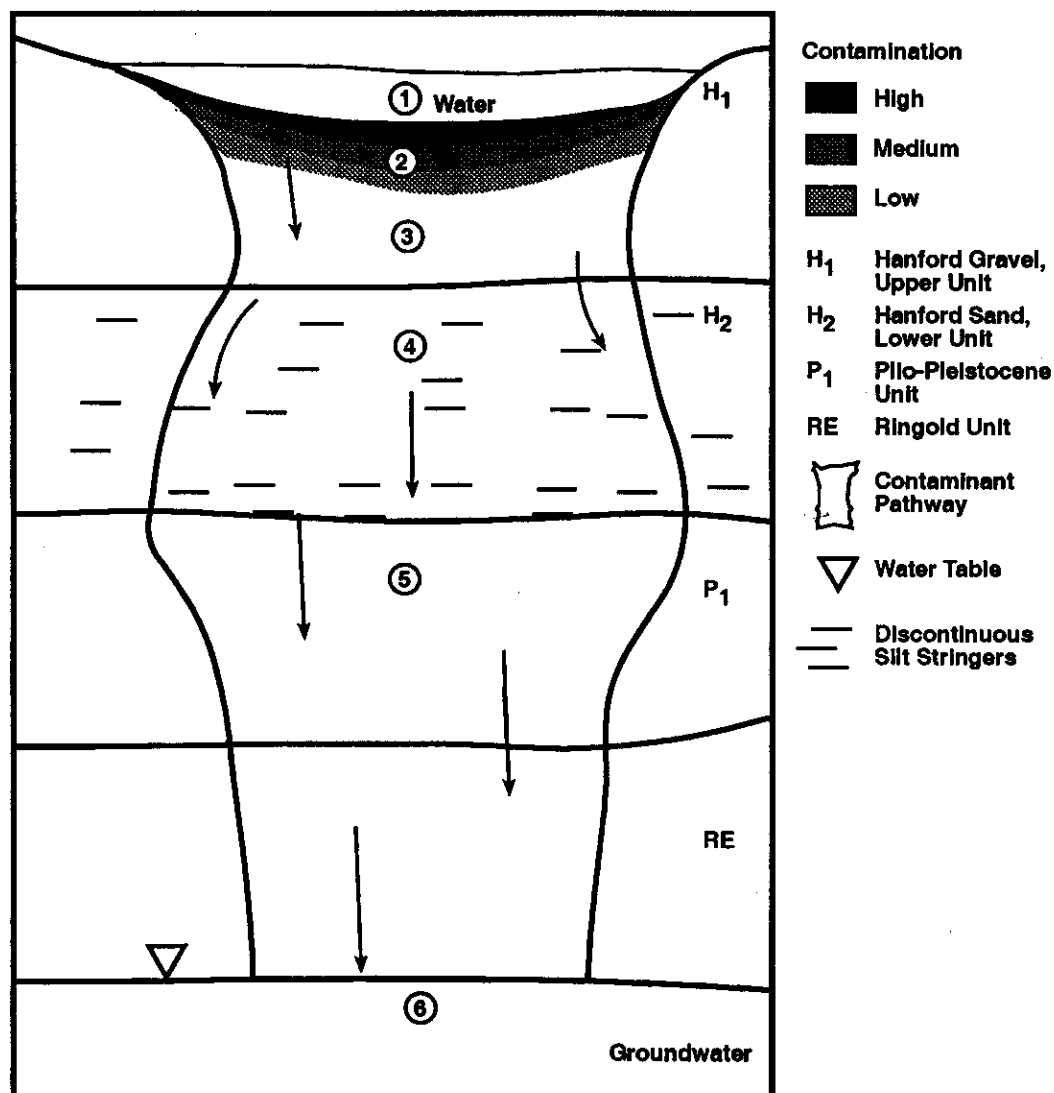 1 Water
2
3
4
5
6
H1
H2
P1
RE
Groundwater
Contamination
High
Medium
Low
H1 Hanford Gravel,
Upper Unit
H2 Hanford Sand,
Lower Unit
P1 Plio-Pleistocene
Unit
RE Ringold Unit
Contaminant
Pathway
Water Table
Discontinuous
Silt Stringers